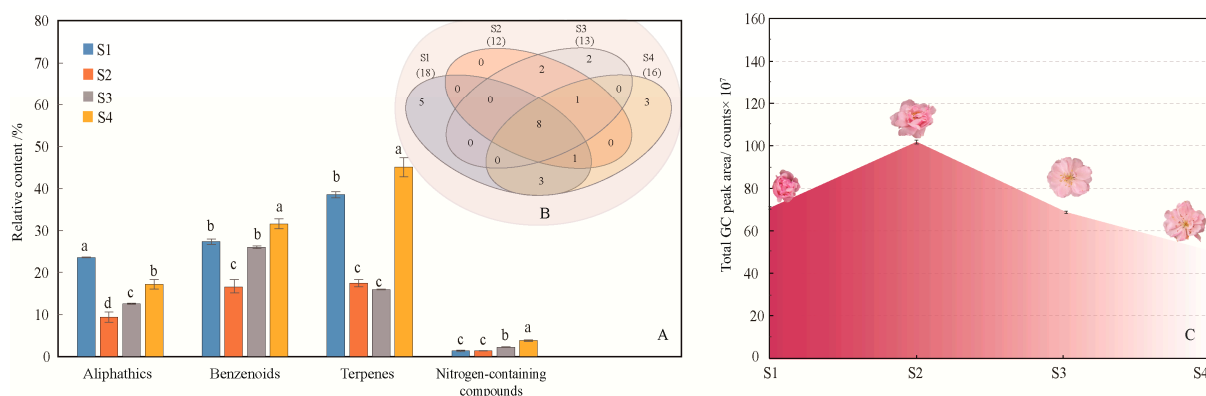 80
70
60
50
40
30
20
10
0
Relative content /%
S1
S2
S3
S4
a
d
c
b
b
c
b
a
b
c
c
a
c
c
b
a
Aliphathics
Benzenoids
Terpenes
Nitrogen-containing
compounds
A
S1
(18)
S2
(12)
S3
(13)
S4
(16)
0
2
2
5
0
0
1
0
3
8
0
0
1
0
3
B
160
140
120
100
80
60
40
20
0
Total GC peak area/ counts× 10⁷
S1
S2
S3
S4
C